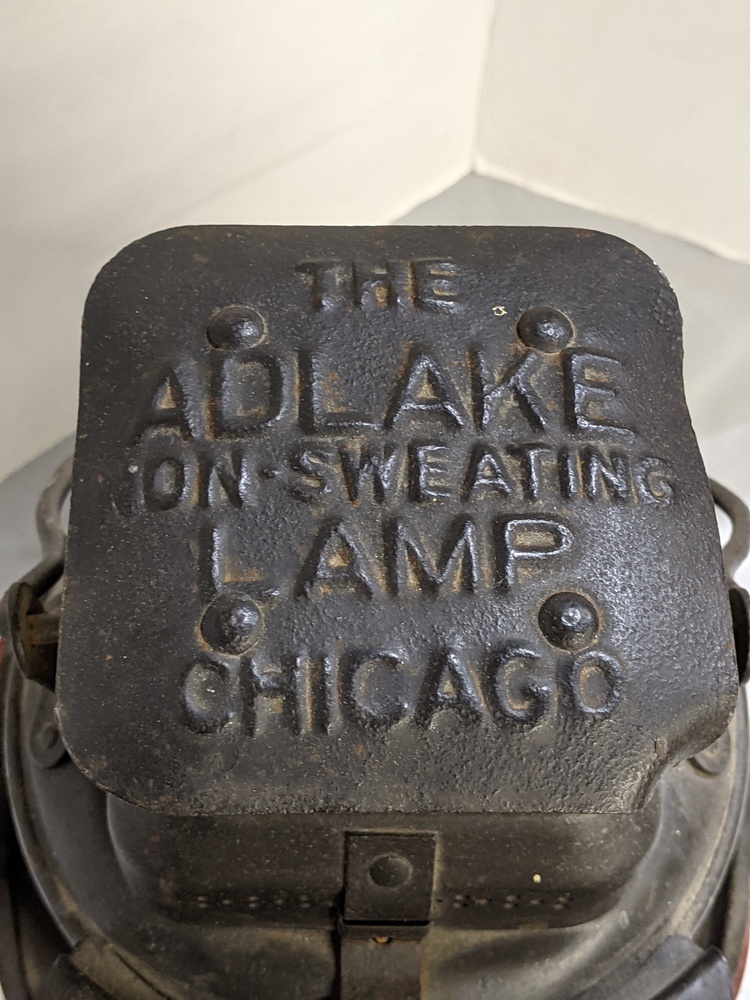 THE
ADLAKE
NON-SWEATING
LAMP
CHICAGO